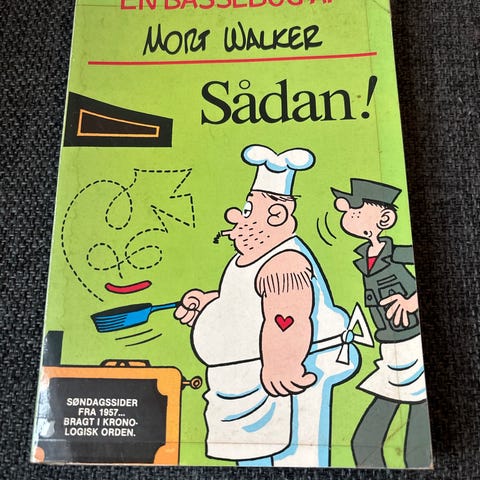 EN BASSEBOG AF
MORT WALKER
Sådan!
SØNDAGSSIDER
FRA 1957...
BRAGT I KRONO-
LOGISK ORDEN.